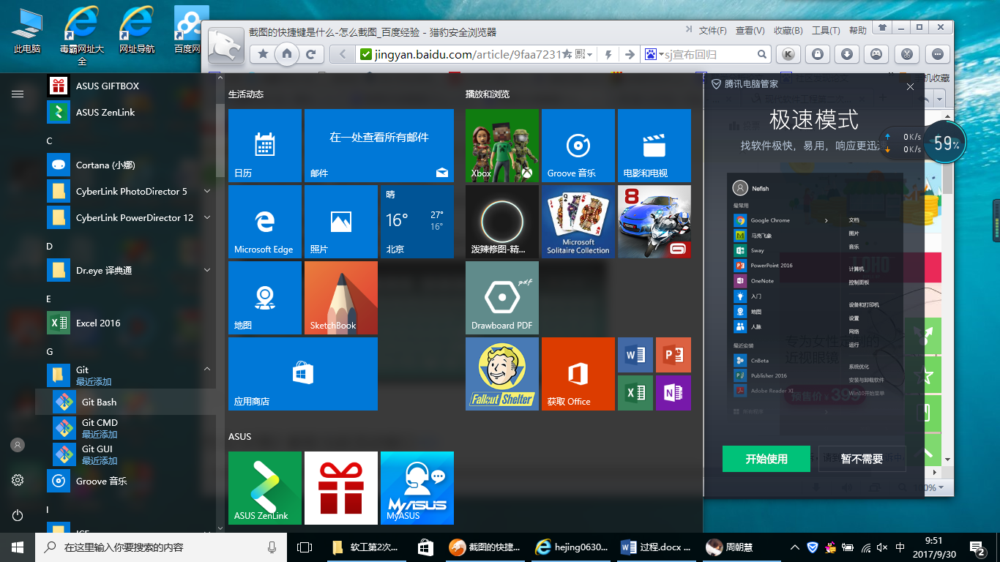 此电脑
毒霸网址大
全
网址导航
百度网
截图的快捷键是什么-怎么截图_百度经验 - 猎豹安全浏览器
文件(F) 查看(V) 收藏(B) 工具(T) 帮助
jingyan.baidu.com/article/9faa7231
sj宣布回归
ASUS GIFTBOX
ASUS ZenLink
C
Cortana (小娜)
CyberLink PhotoDirector 5
CyberLink PowerDirector 12
D
Dr.eye 译典通
E
Excel 2016
G
Git
最近添加
Git Bash
Git CMD
最近添加
Git GUI
最近添加
Groove 音乐
I
生活动态
日历
在一处查看所有邮件
邮件
Microsoft Edge
照片
晴
16° 27°
16°
北京
地图
SketchBook
应用商店
ASUS
ASUS ZenLink
MyASUS
MyASUS
播放和浏览
Xbox
Groove 音乐
电影和电视
泼辣修图-精...
Microsoft
Solitaire Collection
8
pdf
Drawboard PDF
Fallout Shelter
获取 Office
腾讯电脑管家
极速模式
找软件极快，易用，响应更迅
0K/s
0K/s
59%
Nefish
最常用
Google Chrome
马克飞象
Sway
PowerPoint 2016
OneNote
入门
地图
人脉
最近安装
CnBeta
Publisher 2016
Adobe Reader XI
所有程序
文档
图片
音乐
计算机
控制面板
设备和打印机
设置
网络
运行
系统优化
安装与卸载软件
Win10开始菜单
专为女性定制的
近视眼镜
预售价¥399
开始使用
暂不需要
在这里输入你要搜索的内容
软工第2次...
截图的快捷...
hejing0630...
过程.docx ...
周朝慧
中
9:51
2017/9/30
2